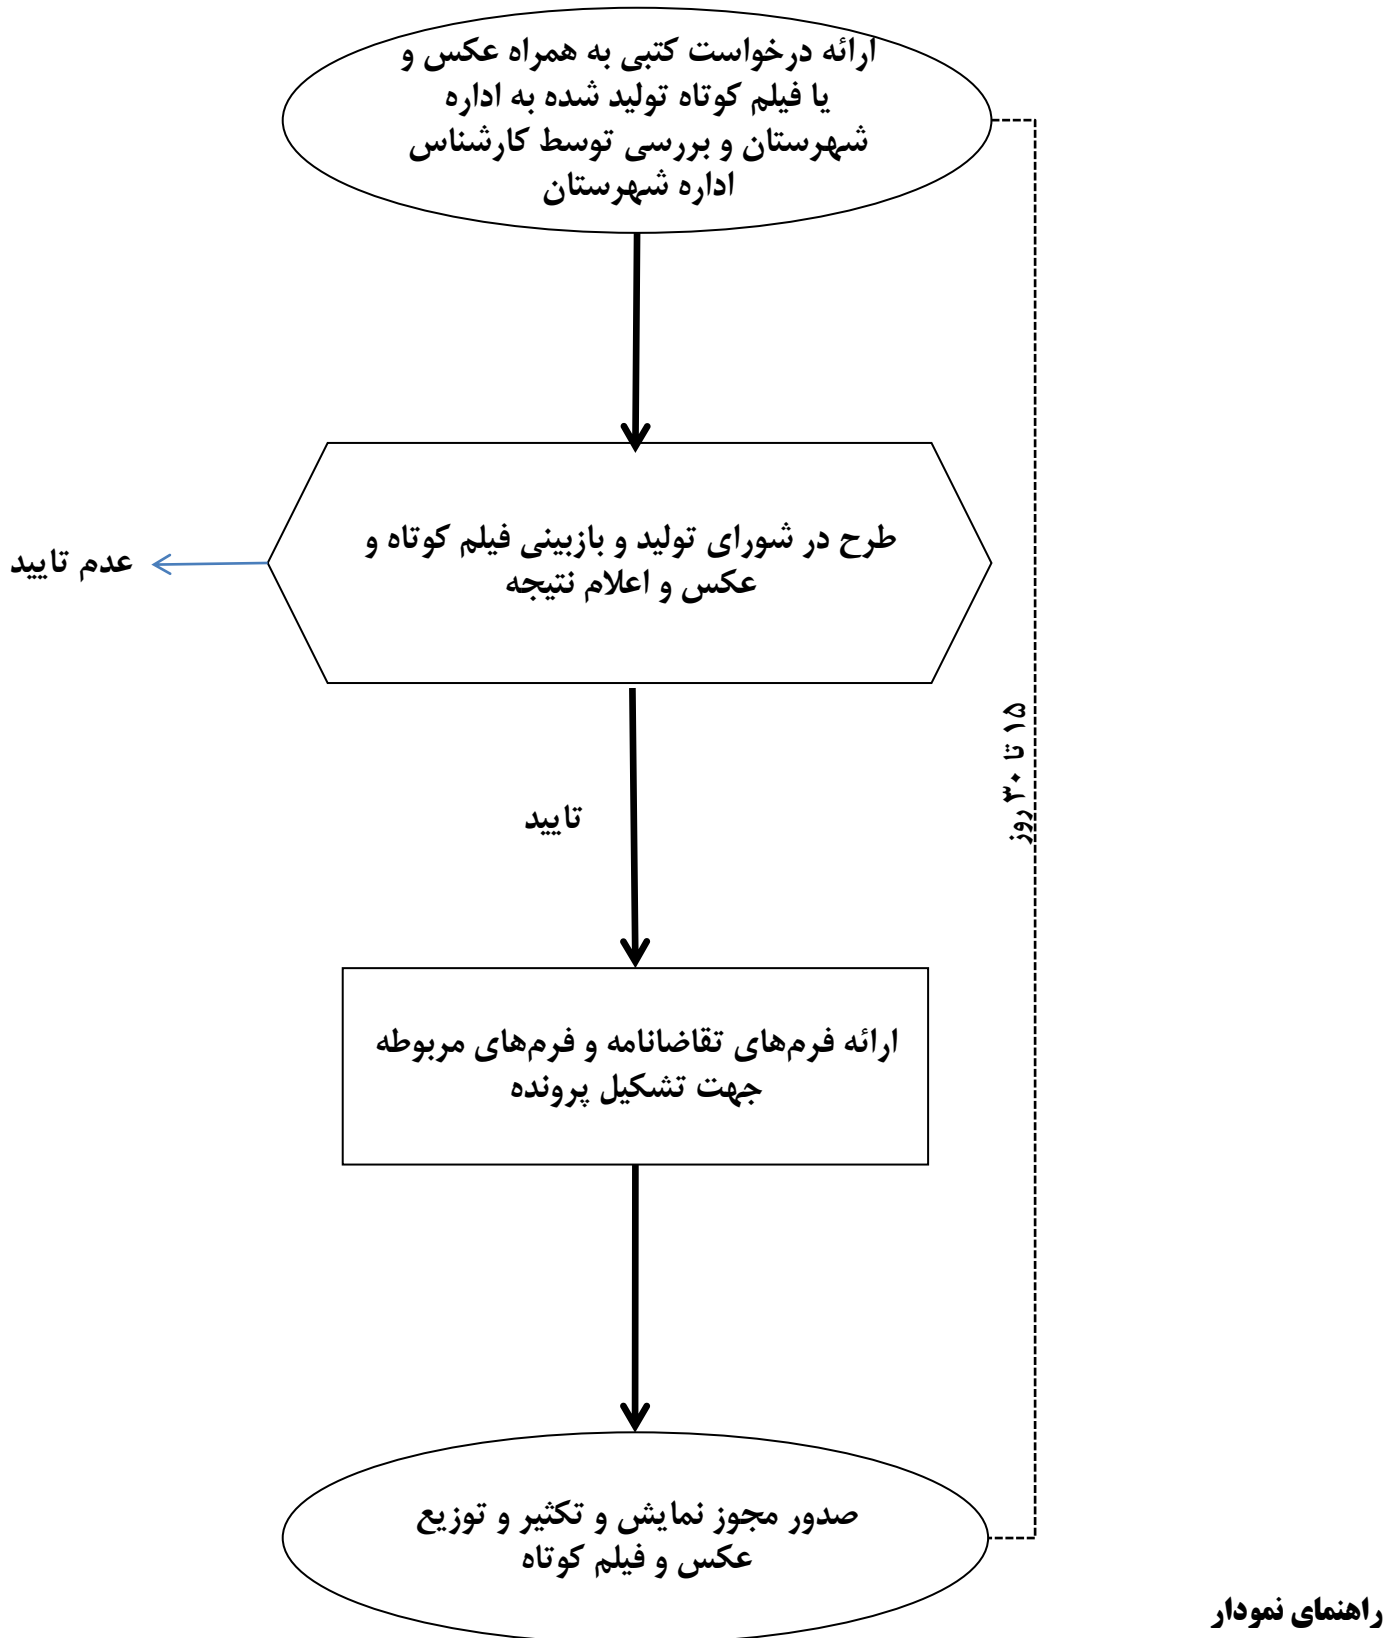 ارائه درخواست کتبی به همراه عکس و
یا فیلم کوتاه تولید شده به اداره
شهرستان و بررسی توسط کارشناس
اداره شهرستان
طرح در شورای تولید و بازبینی فیلم کوتاه و
عکس و اعلام نتیجه
عدم تایید
۱۵ تا ۳۰ روز
تایید
ارائه فرم‌های تقاضانامه و فرم‌های مربوطه
جهت تشکیل پرونده
صدور مجوز نمایش و تکثیر و توزیع
عکس و فیلم کوتاه
راهنمای نمودار